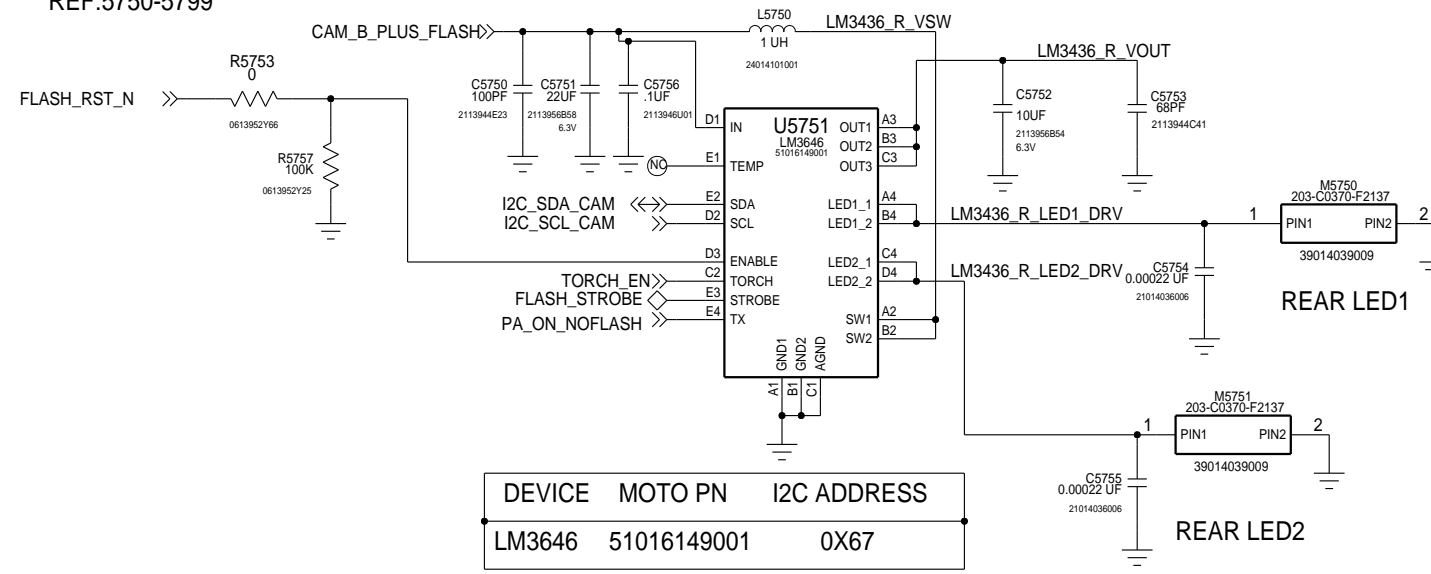 REF:5750-5799
CAM_B_PLUS_FLASH
L5750
1 UH
24014101001
LM3436_R_VSW
LM3436_R_VOUT
R5753
0
0613952Y66
FLASH_RST_N
R5757
100K
0613952Y25
C5750
100PF
2113944E23
C5751
22UF
2113956B58
6.3V
C5756
.1UF
2113946U01
C5752
10UF
2113956B54
6.3V
C5753
68PF
2113944C41
U5751
LM3646
51016149001
D1 IN
OUT1 A3
OUT2 B3
OUT3 C3
NC
E1 TEMP
I2C_SDA_CAM E2 SDA
I2C_SCL_CAM D2 SCL
LED1_1 A4
LED1_2 B4
LM3436_R_LED1_DRV
D3 ENABLE
TORCH_EN C2 TORCH
FLASH_STROBE E3 STROBE
PA_ON_NOFLASH E4 TX
LED2_1 C4
LED2_2 D4
LM3436_R_LED2_DRV
SW1 A2
SW2 B2
GND1 GND2 AGND
A1 B1 C1
M5750
203-C0370-F2137
1 PIN1 PIN2 2
39014039009
C5754
0.00022 UF
21014036006
REAR LED1
M5751
203-C0370-F2137
1 PIN1 PIN2 2
39014039009
C5755
0.00022 UF
21014036006
REAR LED2
DEVICE MOTO PN I2C ADDRESS
LM3646 51016149001 0X67